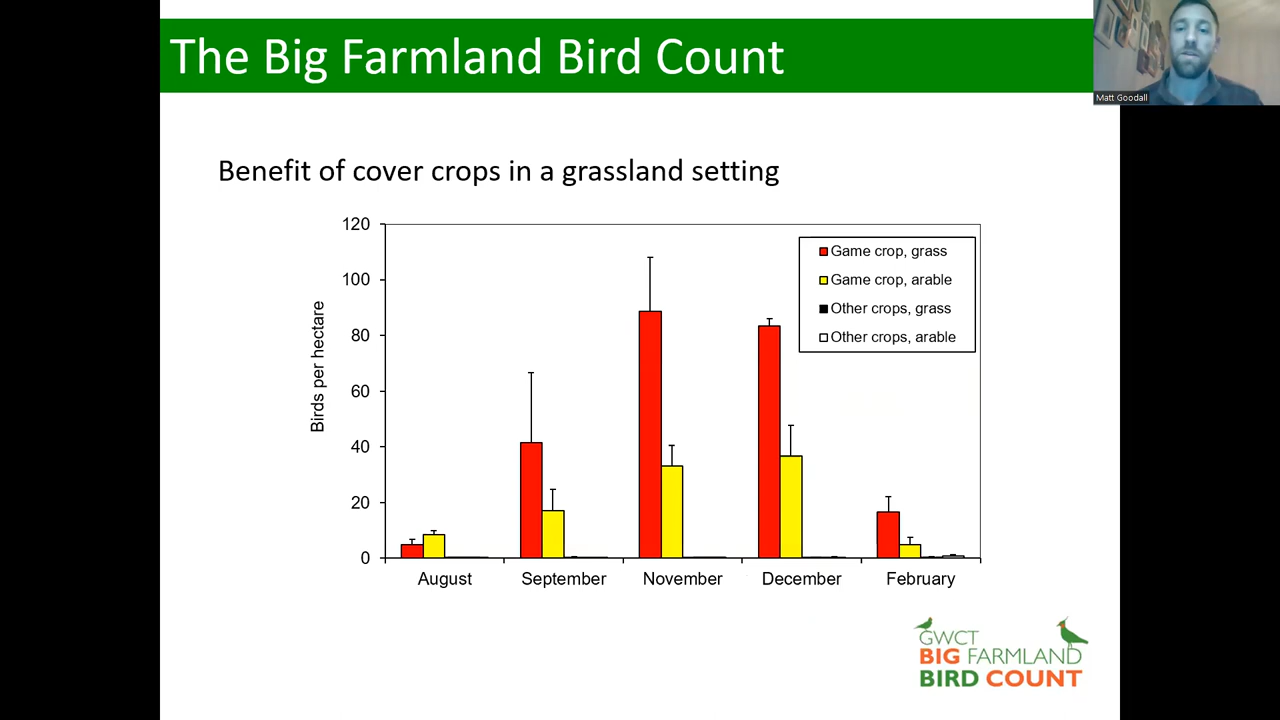 The Big Farmland Bird Count
Matt Goodall
Benefit of cover crops in a grassland setting
120
100
80
60
40
20
0
Birds per hectare
Game crop, grass
Game crop, arable
Other crops, grass
Other crops, arable
August September November December February
GWCT
BIG FARMLAND
BIRD COUNT